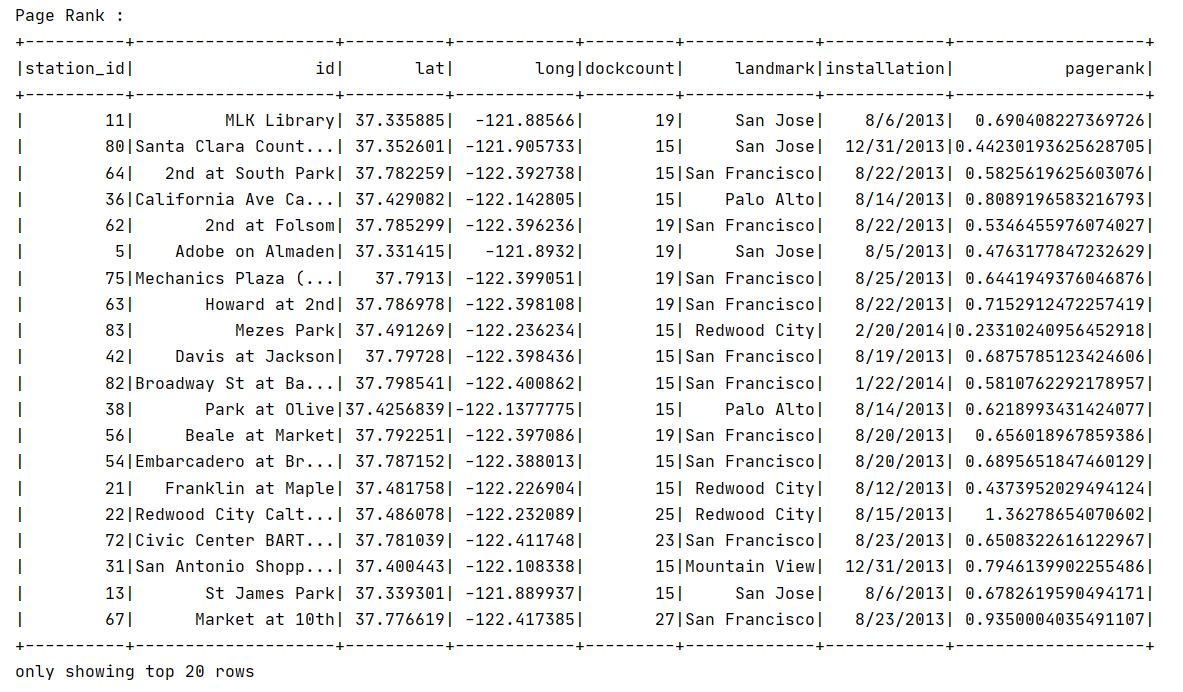 Page Rank :
+----------+--------------------+----------+------------+---------+-------------+------------+-------------------+
|station_id|                  id|       lat|        long|dockcount|     landmark|installation|           pagerank|
+----------+--------------------+----------+------------+---------+-------------+------------+-------------------+
|        11|         MLK Library| 37.335885|  -121.88566|       19|     San Jose|    8/6/2013|  0.690408227369726|
|        80|Santa Clara Count...| 37.352601| -121.905733|       15|     San Jose|  12/31/2013|0.44230193625628705|
|        64|   2nd at South Park| 37.782259| -122.392738|       15|San Francisco|   8/22/2013| 0.5825619625603076|
|        36|California Ave Ca...| 37.429082| -122.142805|       15|    Palo Alto|   8/14/2013| 0.8089196583216793|
|        62|       2nd at Folsom| 37.785299| -122.396236|       19|San Francisco|   8/22/2013| 0.5346455976074027|
|         5|    Adobe on Almaden| 37.331415|   -121.8932|       19|     San Jose|    8/5/2013| 0.4763177847232629|
|        75|Mechanics Plaza (...|   37.7913| -122.399051|       19|San Francisco|   8/25/2013| 0.6441949376046876|
|        63|       Howard at 2nd| 37.786978| -122.398108|       19|San Francisco|   8/22/2013| 0.7152912472257419|
|        83|          Mezes Park| 37.491269| -122.236234|       15| Redwood City|   2/20/2014|0.23310240956452918|
|        42|    Davis at Jackson|  37.79728| -122.398436|       15|San Francisco|   8/19/2013| 0.6875785123424606|
|        82|Broadway St at Ba...| 37.798541| -122.400862|       15|San Francisco|   1/22/2014| 0.5810762292178957|
|        38|       Park at Olive|37.4256839|-122.1377775|       15|    Palo Alto|   8/14/2013| 0.6218993431424077|
|        56|     Beale at Market| 37.792251| -122.397086|       19|San Francisco|   8/20/2013|  0.656018967859386|
|        54|Embarcadero at Br...| 37.787152| -122.388013|       15|San Francisco|   8/20/2013| 0.6895651847460129|
|        21|   Franklin at Maple| 37.481758| -122.226904|       15| Redwood City|   8/12/2013| 0.4373952029494124|
|        22|Redwood City Calt...| 37.486078| -122.232089|       25| Redwood City|   8/15/2013|   1.36278654070602|
|        72|Civic Center BART...| 37.781039| -122.411748|       23|San Francisco|   8/23/2013| 0.6508322616122967|
|        31|San Antonio Shopp...| 37.400443| -122.108338|       15|Mountain View|  12/31/2013| 0.7946139902255486|
|        13|       St James Park| 37.339301| -121.889937|       15|     San Jose|    8/6/2013| 0.6782619590494171|
|        67|      Market at 10th| 37.776619| -122.417385|       27|San Francisco|   8/23/2013| 0.9350004035491107|
+----------+--------------------+----------+------------+---------+-------------+------------+-------------------+
only showing top 20 rows